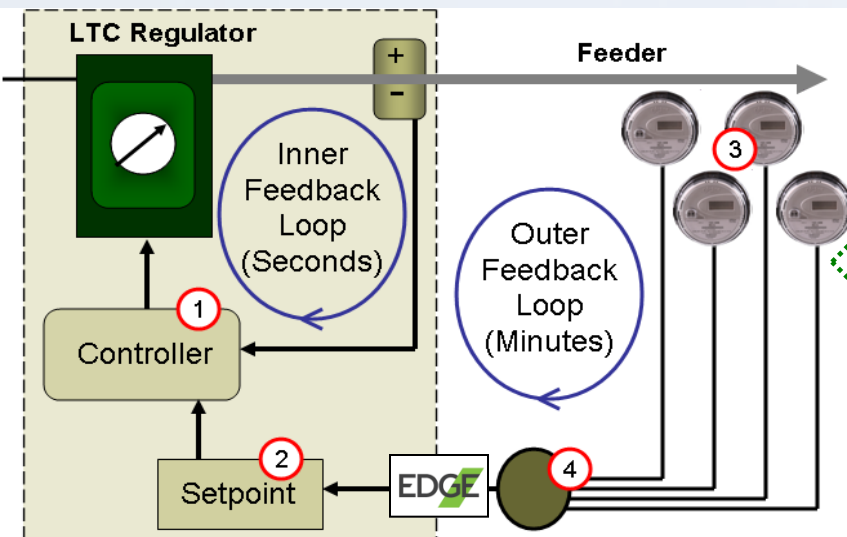 LTC Regulator
+
-
Feeder
Inner
Feedback
Loop
(Seconds)
3
Outer
Feedback
Loop
(Minutes)
1
Controller
2
Setpoint
EDGE
4